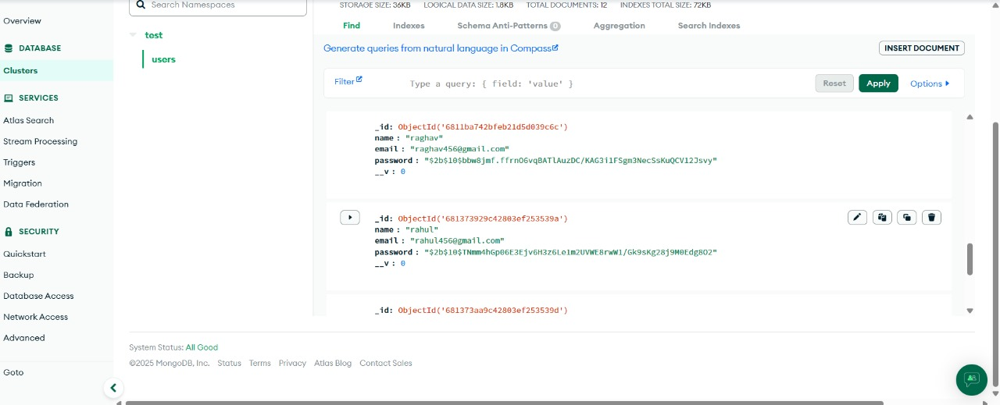 Search Namespaces
STORAGE SIZE: 36KB LOGICAL DATA SIZE: 1.8KB TOTAL DOCUMENTS: 12 INDEXES TOTAL SIZE: 72KB
Overview
Find Indexes Schema Anti-Patterns 0 Aggregation Search Indexes
test
DATABASE
Generate queries from natural language in Compass
INSERT DOCUMENT
users
Clusters
Filter
Type a query: { field: 'value' }
Reset
Apply
Options
SERVICES
Atlas Search
Stream Processing
Triggers
Migration
Data Federation
SECURITY
Quickstart
Backup
Database Access
Network Access
Advanced
Goto
_id: ObjectId('6811ba742bfeb21d5d039c6c')
name : "raghav"
email : "raghav456@gmail.com"
password : "$2b$10$bbw8jmf.ffrnO6vqBATlAuzDC/KAG3i1FSgm3NecSsKuQCV12Jsvy"
__v : 0
_id: ObjectId('681373929c42803ef253539a')
name : "rahul"
email : "rahul456@gmail.com"
password : "$2b$10$TNmm4hGp06E3Ejv6H3z6Le1m2UVWE8rwW1/Gk9sKg28j9M0Edg8O2"
__v : 0
_id: ObjectId('681373aa9c42803ef253539d')
System Status: All Good
©2025 MongoDB, Inc. Status Terms Privacy Atlas Blog Contact Sales